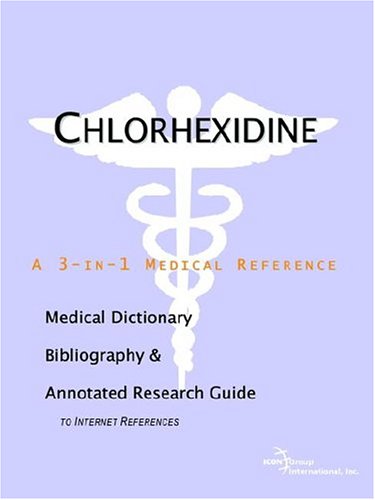 CHLORHEXIDINE
A 3-IN-1 MEDICAL REFERENCE
Medical Dictionary
Bibliography &
Annotated Research Guide
TO INTERNET REFERENCES
ICON Group
International, Inc.